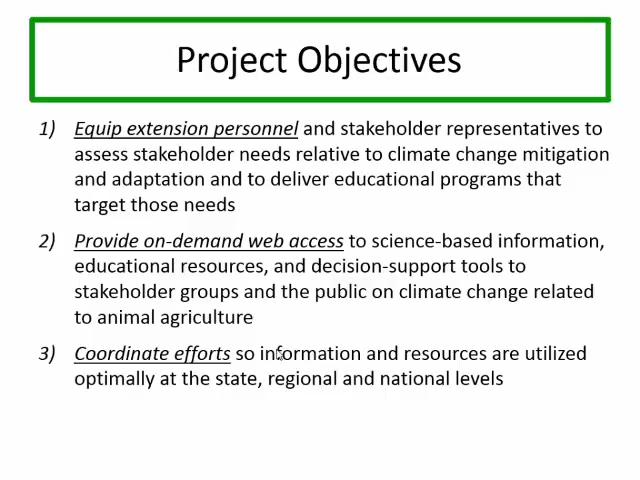 Project Objectives
1) Equip extension personnel and stakeholder representatives to
assess stakeholder needs relative to climate change mitigation
and adaptation and to deliver educational programs that
target those needs
2) Provide on-demand web access to science-based information,
educational resources, and decision-support tools to
stakeholder groups and the public on climate change related
to animal agriculture
3) Coordinate efforts so information and resources are utilized
optimally at the state, regional and national levels